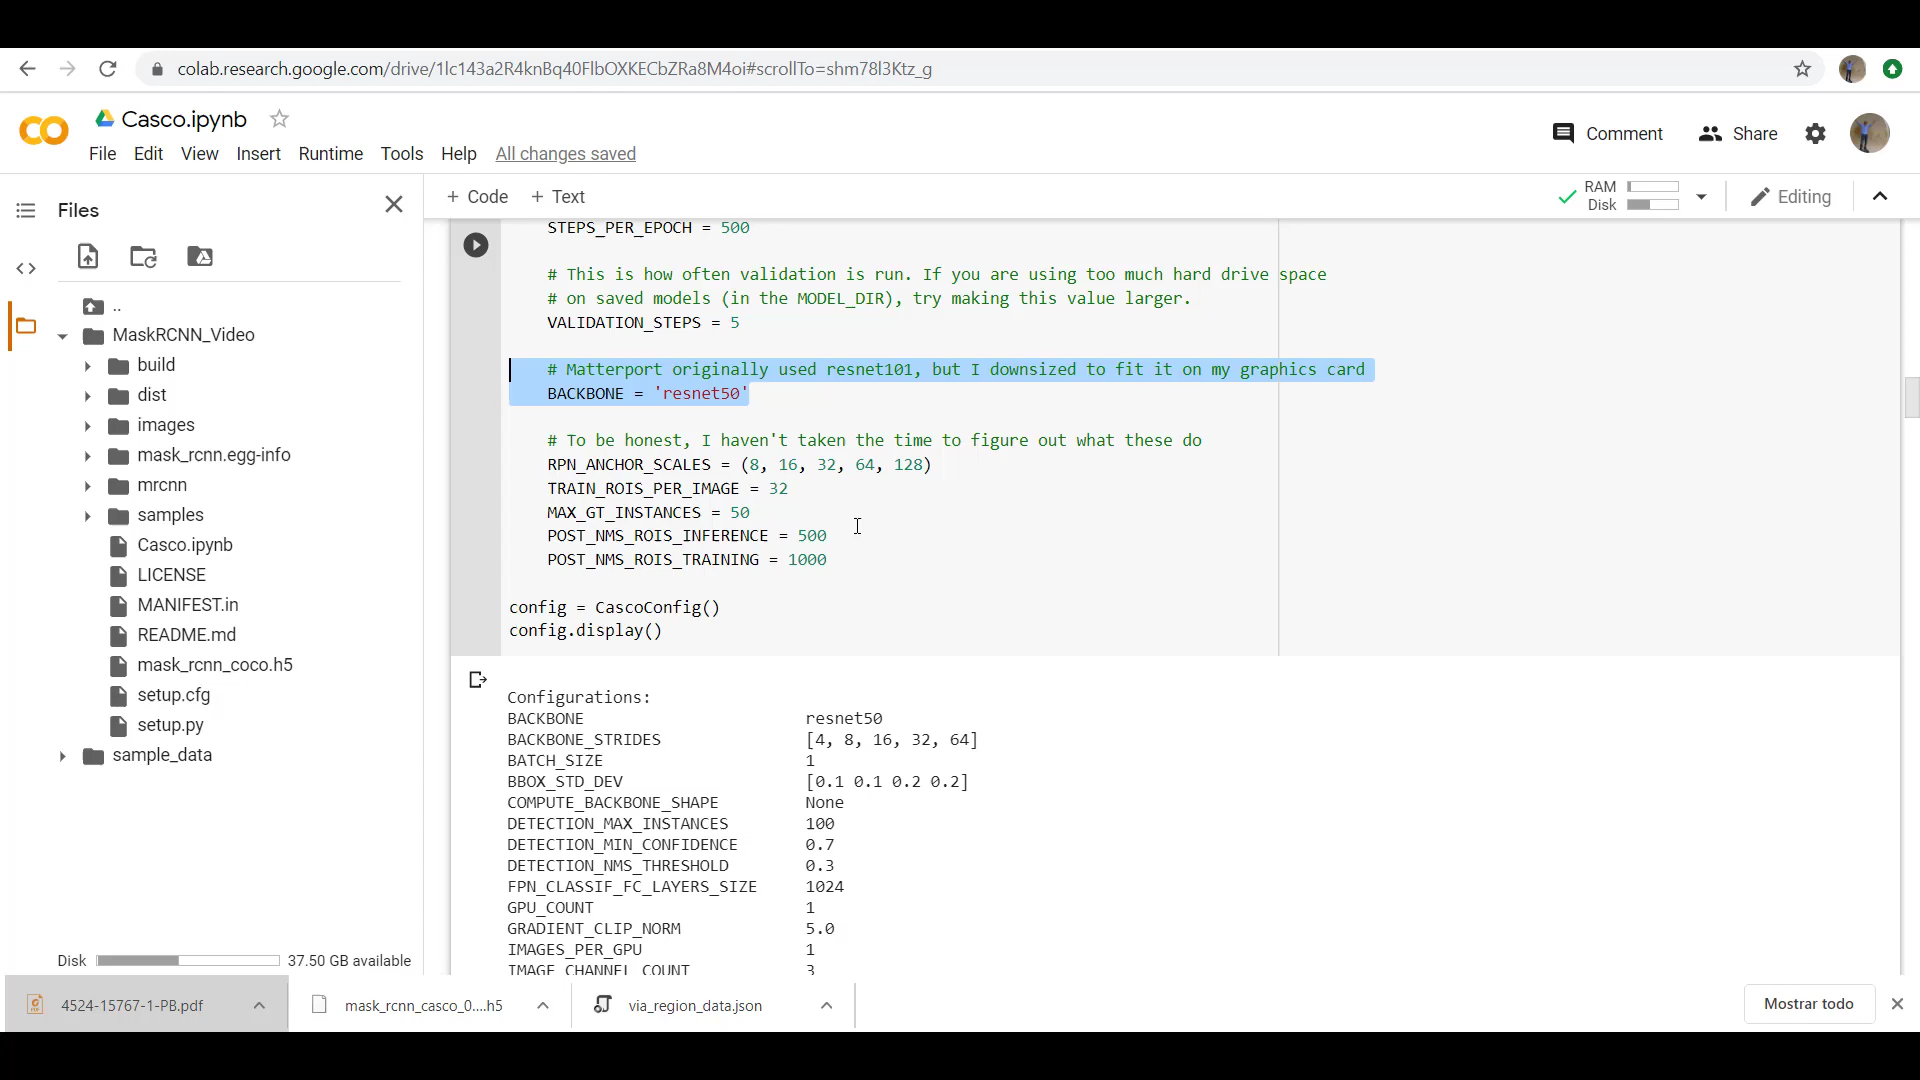 colab.research.google.com/drive/1lc143a2R4knBq40FlbOXKECbZRa8M4oi#scrollTo=shm78l3Ktz_g
CO
Casco.ipynb
File Edit View Insert Runtime Tools Help All changes saved
Comment
Share
Files
+ Code + Text
RAM
Disk
Editing
..
MaskRCNN_Video
build
dist
images
mask_rcnn.egg-info
mrcnn
samples
Casco.ipynb
LICENSE
MANIFEST.in
README.md
mask_rcnn_coco.h5
setup.cfg
setup.py
sample_data
Disk 37.50 GB available
STEPS_PER_EPOCH = 500
# This is how often validation is run. If you are using too much hard drive space
# on saved models (in the MODEL_DIR), try making this value larger.
VALIDATION_STEPS = 5
# Matterport originally used resnet101, but I downsized to fit it on my graphics card
BACKBONE = 'resnet50'
# To be honest, I haven't taken the time to figure out what these do
RPN_ANCHOR_SCALES = (8, 16, 32, 64, 128)
TRAIN_ROIS_PER_IMAGE = 32
MAX_GT_INSTANCES = 50
POST_NMS_ROIS_INFERENCE = 500
POST_NMS_ROIS_TRAINING = 1000
config = CascoConfig()
config.display()
Configurations:
BACKBONE resnet50
BACKBONE_STRIDES [4, 8, 16, 32, 64]
BATCH_SIZE 1
BBOX_STD_DEV [0.1 0.1 0.2 0.2]
COMPUTE_BACKBONE_SHAPE None
DETECTION_MAX_INSTANCES 100
DETECTION_MIN_CONFIDENCE 0.7
DETECTION_NMS_THRESHOLD 0.3
FPN_CLASSIF_FC_LAYERS_SIZE 1024
GPU_COUNT 1
GRADIENT_CLIP_NORM 5.0
IMAGES_PER_GPU 1
IMAGE_CHANNEL_COUNT 3
4524-15767-1-PB.pdf
mask_rcnn_casco_0....h5
via_region_data.json
Mostrar todo